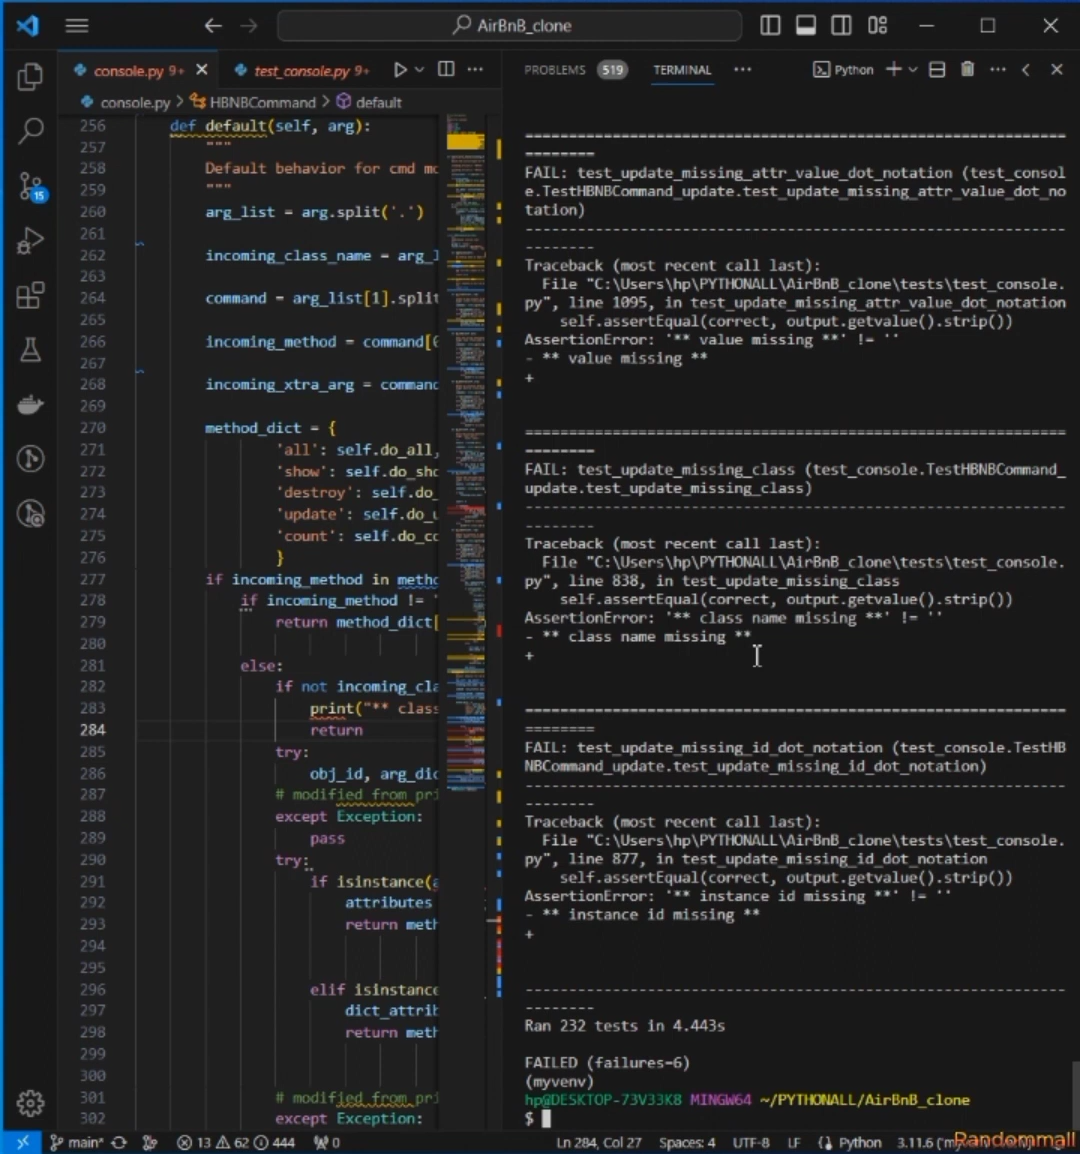 AirBnB_clone
console.py 9+
test_console.py 9+
console.py > HBNBCommand > default
256 def default(self, arg):
257 """
258 Default behavior for cmd mo
259 """
260 arg_list = arg.split('.')
261
262 incoming_class_name = arg_l
263
264 command = arg_list[1].split
265
266 incoming_method = command[0
267
268 incoming_xtra_arg = command
269
270 method_dict = {
271 'all': self.do_all,
272 'show': self.do_sho
273 'destroy': self.do_
274 'update': self.do_u
275 'count': self.do_co
276 }
277 if incoming_method in metho
278 if incoming_method != '
279 return method_dict[
280
281 else:
282 if not incoming_cla
283 print("** class
284 return
285 try:
286 obj_id, arg_dic
287 # modified from pri
288 except Exception:
289 pass
290 try:
291 if isinstance(a
292 attributes
293 return meth
294
295
296 elif isinstance
297 dict_attrib
298 return meth
299
300
301 # modified from pri
302 except Exception:
PROBLEMS 519 TERMINAL ··· Python
======================================================================
FAIL: test_update_missing_attr_value_dot_notation (test_consol
e.TestHBNBCommand_update.test_update_missing_attr_value_dot_no
tation)
----------------------------------------------------------------------
Traceback (most recent call last):
File "C:\Users\hp\PYTHONALL\AirBnB_clone\tests\test_console.
py", line 1095, in test_update_missing_attr_value_dot_notation
self.assertEqual(correct, output.getvalue().strip())
AssertionError: '** value missing **' != ''
- ** value missing **
+
======================================================================
FAIL: test_update_missing_class (test_console.TestHBNBCommand_
update.test_update_missing_class)
----------------------------------------------------------------------
Traceback (most recent call last):
File "C:\Users\hp\PYTHONALL\AirBnB_clone\tests\test_console.
py", line 838, in test_update_missing_class
self.assertEqual(correct, output.getvalue().strip())
AssertionError: '** class name missing **' != ''
- ** class name missing **
+
======================================================================
FAIL: test_update_missing_id_dot_notation (test_console.TestHB
NBCommand_update.test_update_missing_id_dot_notation)
----------------------------------------------------------------------
Traceback (most recent call last):
File "C:\Users\hp\PYTHONALL\AirBnB_clone\tests\test_console.
py", line 877, in test_update_missing_id_dot_notation
self.assertEqual(correct, output.getvalue().strip())
AssertionError: '** instance id missing **' != ''
- ** instance id missing **
+
----------------------------------------------------------------------
Ran 232 tests in 4.443s
FAILED (failures=6)
(myvenv)
hp@DESKTOP-73V33K8 MINGW64 ~/PYTHONALL/AirBnB_clone
$
15
main* 13 62 444 0 Ln 284, Col 27 Spaces: 4 UTF-8 LF Python 3.11.6
Randommall